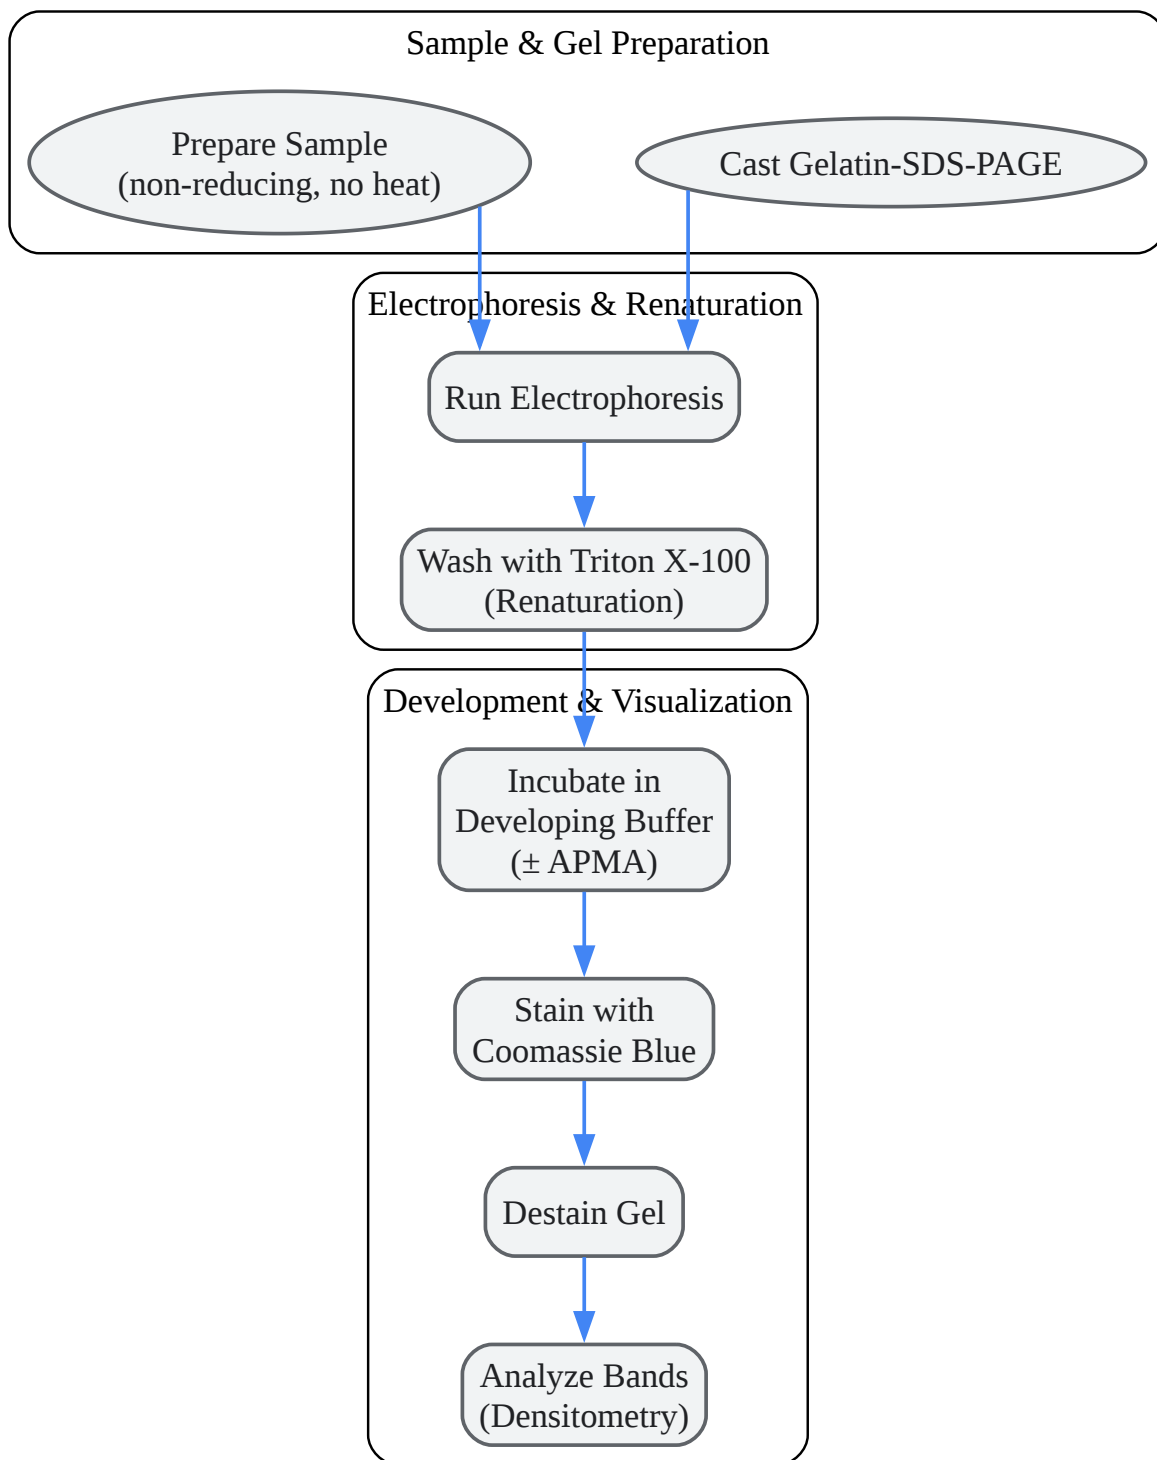 Sample & Gel Preparation
Prepare Sample
(non-reducing, no heat)
Cast Gelatin-SDS-PAGE
Electrophoresis & Renaturation
Run Electrophoresis
Wash with Triton X-100
(Renaturation)
Development & Visualization
Incubate in
Developing Buffer
(± APMA)
Stain with
Coomassie Blue
Destain Gel
Analyze Bands
(Densitometry)